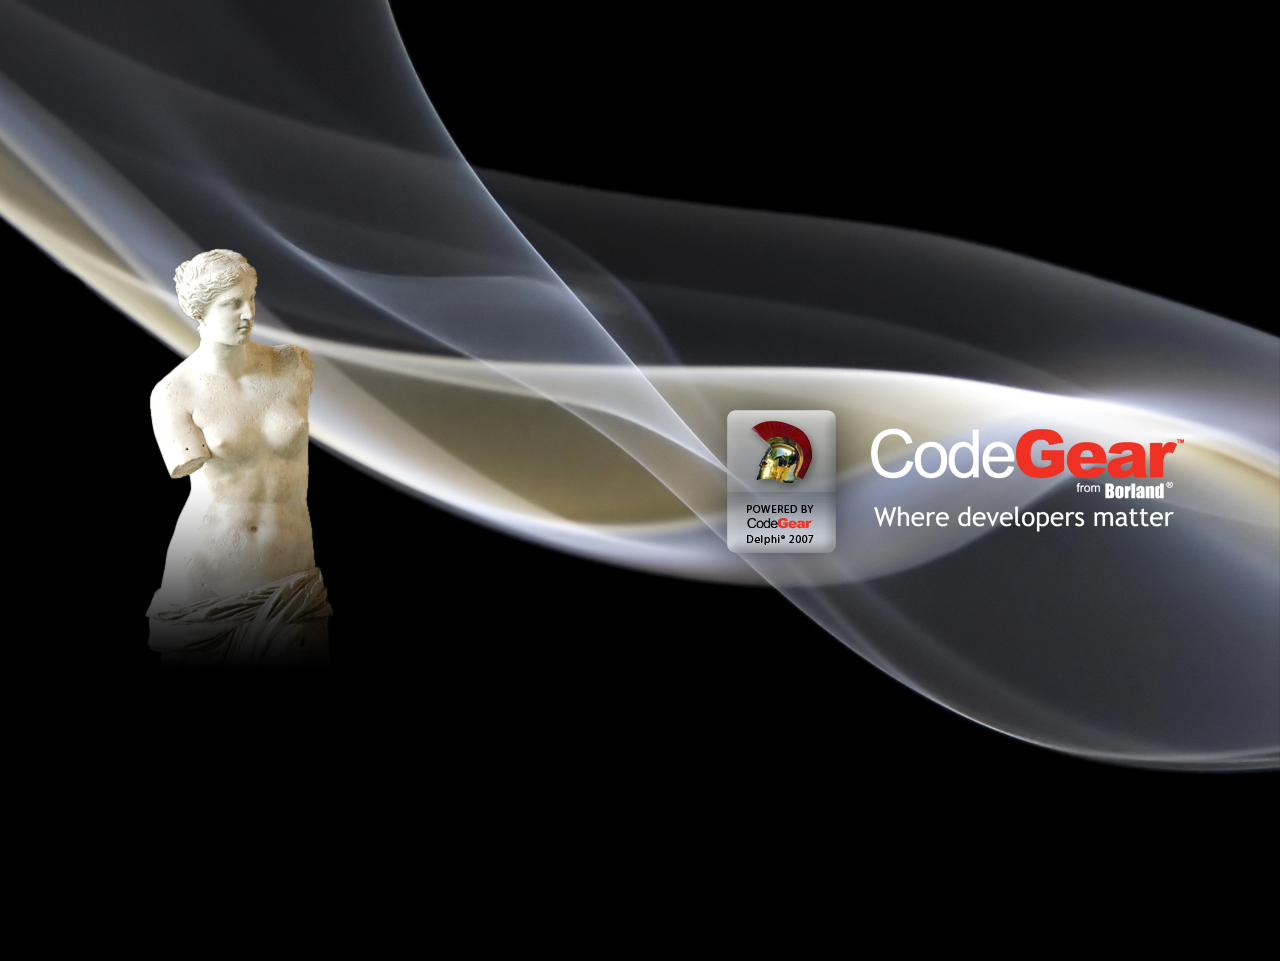 POWERED BY
CodeGear
Delphi® 2007
CodeGear™
from Borland®
Where developers matter